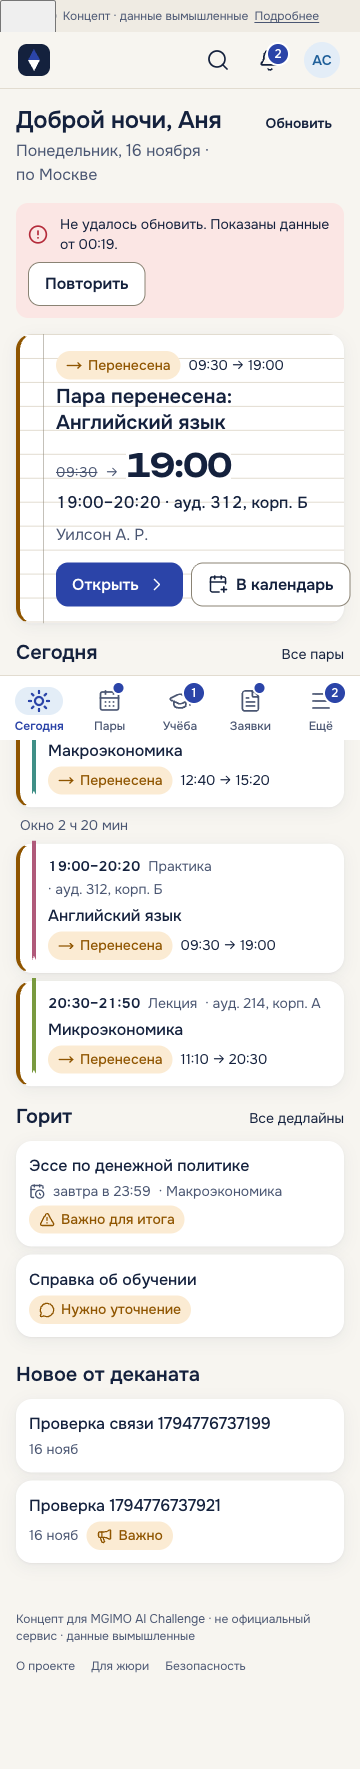 Концепт · данные вымышленные Подробнее
2
АС
Доброй ночи, Аня
Обновить
Понедельник, 16 ноября ·
по Москве
Не удалось обновить. Показаны данные
от 00:19.
Повторить
→ Перенесена 09:30 → 19:00
Пара перенесена:
Английский язык
09:30 → 19:00
19:00–20:20 · ауд. 312, корп. Б
Уилсон А. Р.
Открыть
В календарь
Сегодня
Все пары
1
2
Сегодня Пары Учёба Заявки Ещё
Макроэкономика
→ Перенесена 12:40 → 15:20
Окно 2 ч 20 мин
19:00–20:20 Практика
· ауд. 312, корп. Б
Английский язык
→ Перенесена 09:30 → 19:00
20:30–21:50 Лекция · ауд. 214, корп. А
Микроэкономика
→ Перенесена 11:10 → 20:30
Горит
Все дедлайны
Эссе по денежной политике
завтра в 23:59 · Макроэкономика
Важно для итога
Справка об обучении
Нужно уточнение
Новое от деканата
Проверка связи 1794776737199
16 нояб
Проверка 1794776737921
16 нояб Важно
Концепт для MGIMO AI Challenge · не официальный
сервис · данные вымышленные
О проекте Для жюри Безопасность